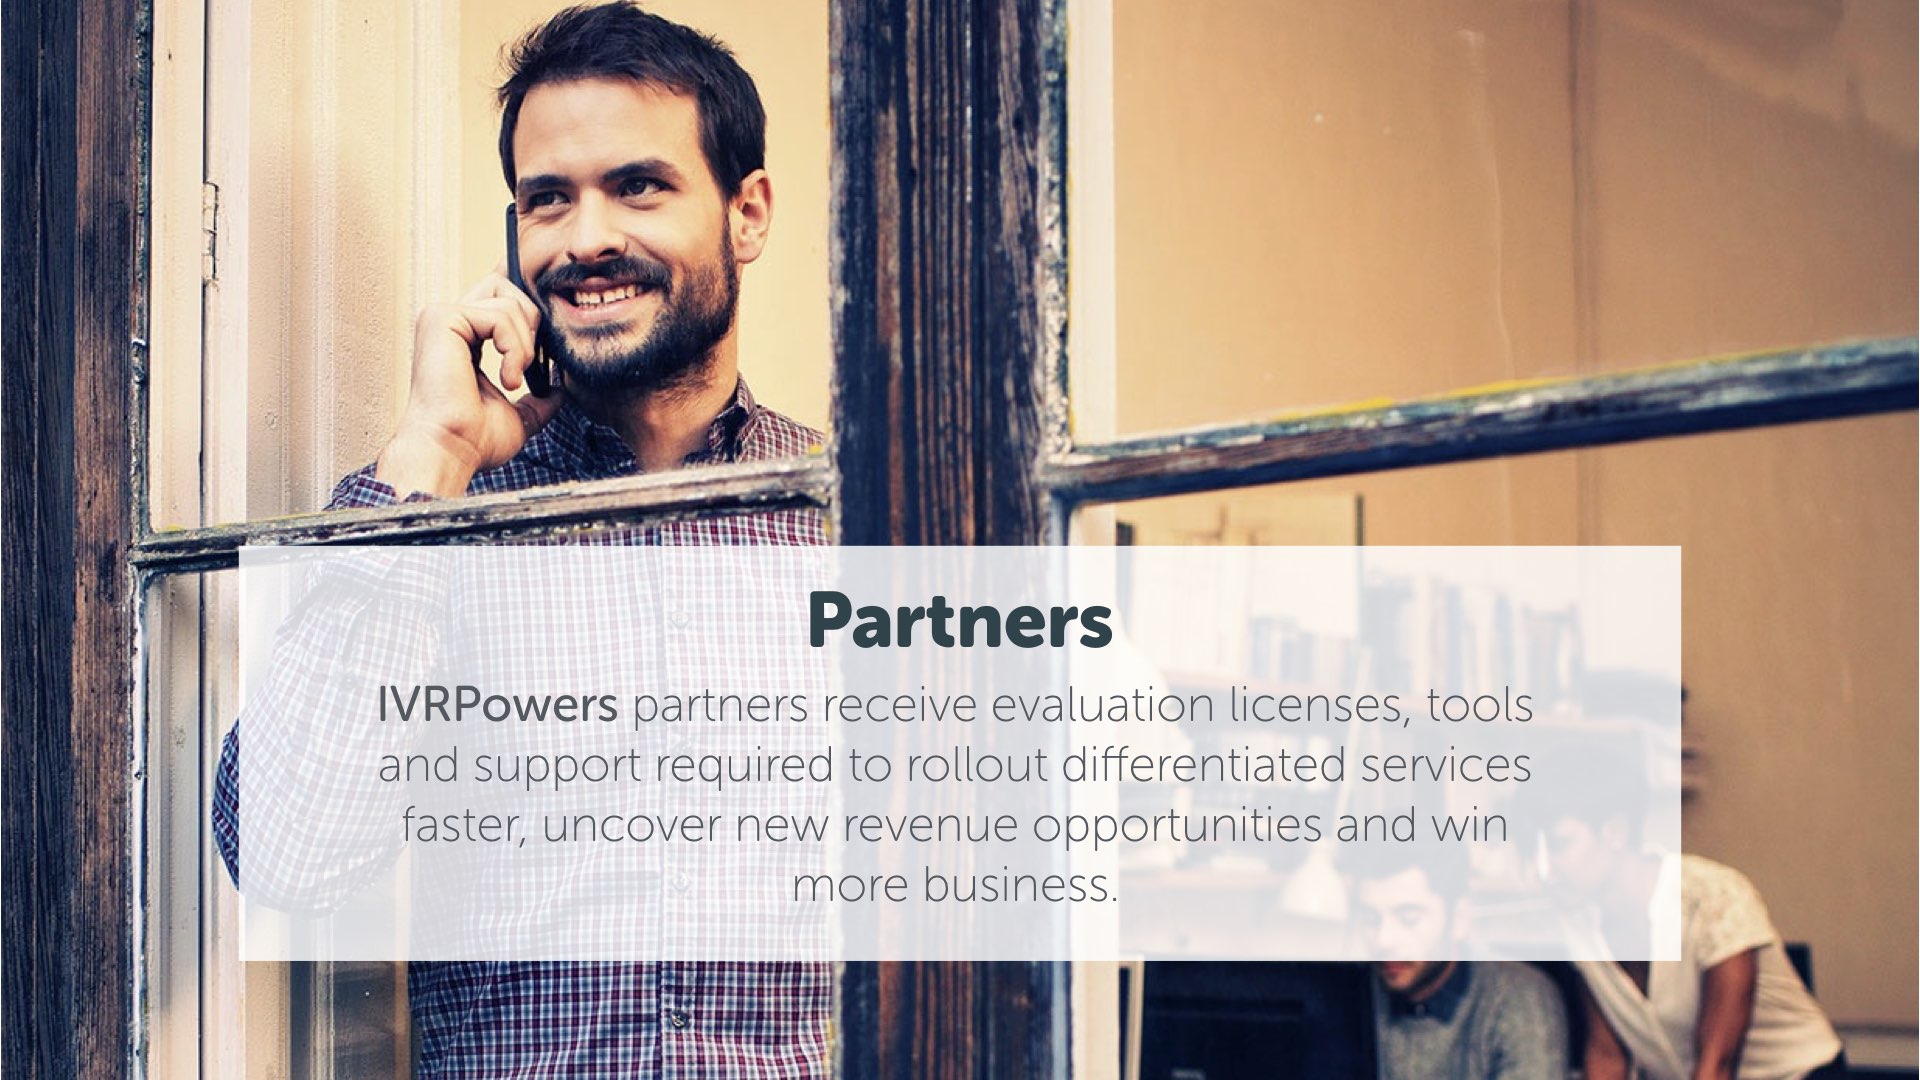 Partners
IVRPowers partners receive evaluation licenses, tools
and support required to rollout differentiated services
faster, uncover new revenue opportunities and win
more business.